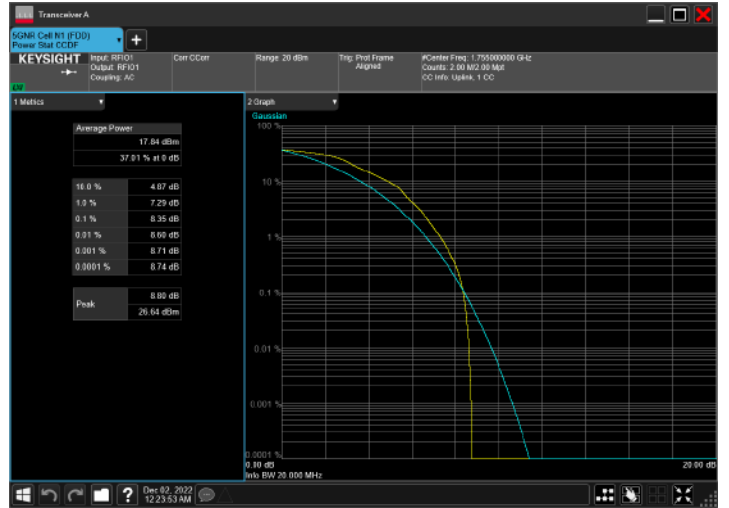 Transceiver A
5GNR Cell N1 (FDD)
Power Stat CCDF
KEYSIGHT
Input: RFIO1
Output: RFIO1
Coupling: AC
Corr CCorr
Range: 20 dBm
Trig: Prot Frame
Aligned
#Center Freq: 1.755000000 GHz
Counts: 2.00 M/2.00 Mpt
CC Info: Uplink, 1 CC
1 Metrics
Average Power
17.84 dBm
37.01 % at 0 dB
10.0 % 4.87 dB
1.0 % 7.29 dB
0.1 % 8.35 dB
0.01 % 8.60 dB
0.001 % 8.71 dB
0.0001 % 8.74 dB
Peak
8.80 dB
26.64 dBm
2 Graph
Gaussian
100 %
10 %
1 %
0.1 %
0.01 %
0.001 %
0.0001 %
0.00 dB
20.00 dB
Info BW 20.000 MHz
?
Dec 02, 2022
12:23:53 AM